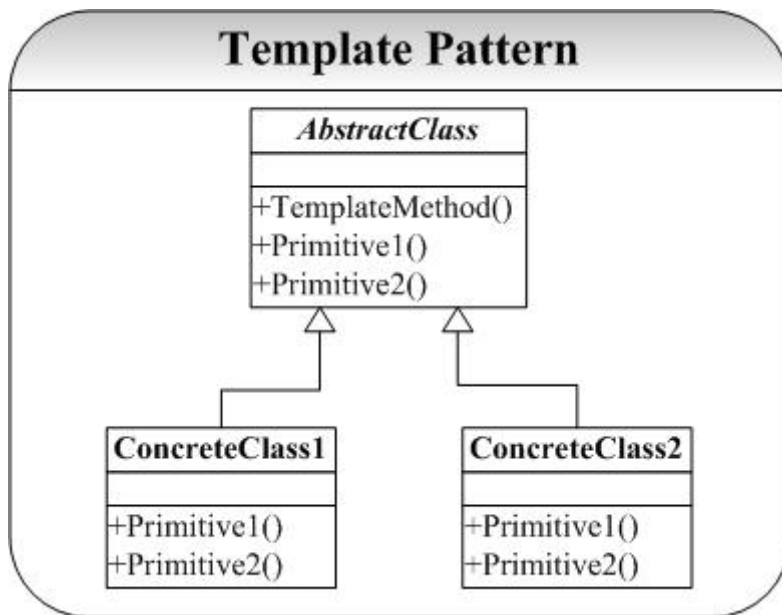 Template Pattern
AbstractClass
+TemplateMethod()
+Primitive1()
+Primitive2()
ConcreteClass1
+Primitive1()
+Primitive2()
ConcreteClass2
+Primitive1()
+Primitive2()